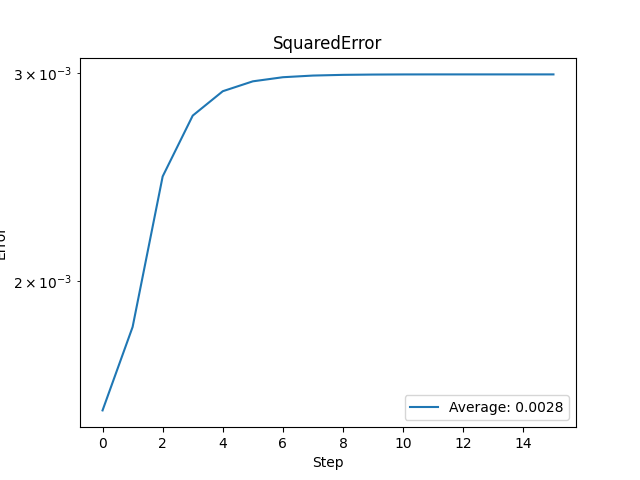 SquaredError
3 × 10⁻³
2 × 10⁻³
Error
0 2 4 6 8 10 12 14
Step
Average: 0.0028